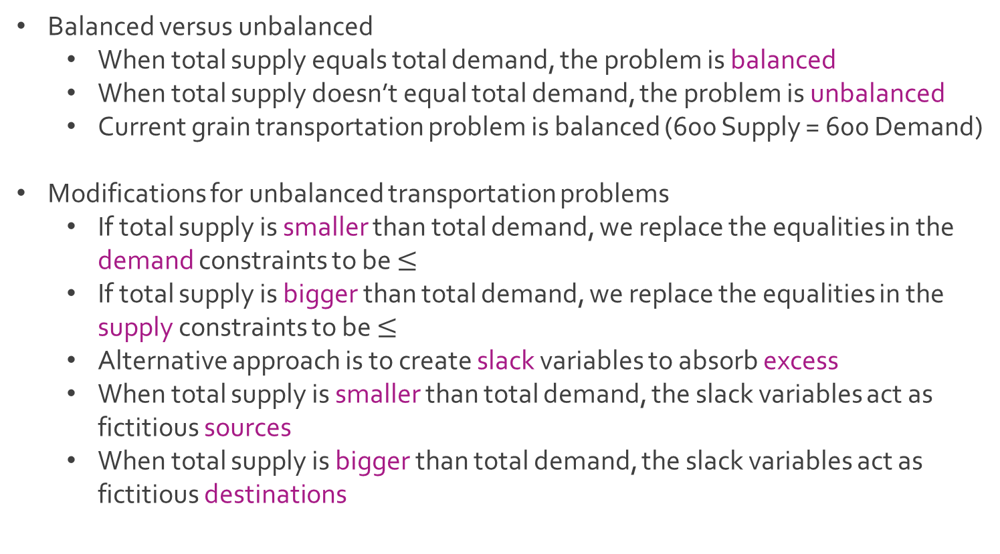 • Balanced versus unbalanced
• When total supply equals total demand, the problem is balanced
• When total supply doesn’t equal total demand, the problem is unbalanced
• Current grain transportation problem is balanced (600 Supply = 600 Demand)
• Modifications for unbalanced transportation problems
• If total supply is smaller than total demand, we replace the equalities in the
demand constraints to be ≤
• If total supply is bigger than total demand, we replace the equalities in the
supply constraints to be ≤
• Alternative approach is to create slack variables to absorb excess
• When total supply is smaller than total demand, the slack variables act as
fictitious sources
• When total supply is bigger than total demand, the slack variables act as
fictitious destinations